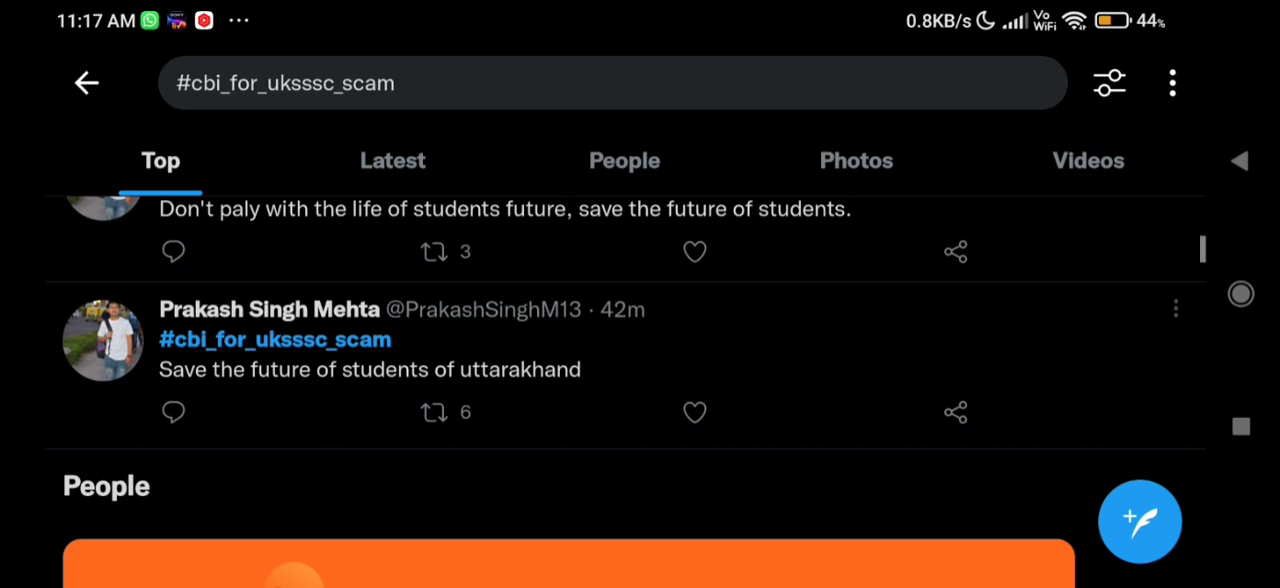 11:17 AM ...
0.8KB/s Vo WiFi 44%
#cbi_for_uksssc_scam
Top Latest People Photos Videos
Don't paly with the life of students future, save the future of students.
3
Prakash Singh Mehta @PrakashSinghM13 · 42m
#cbi_for_uksssc_scam
Save the future of students of uttarakhand
6
People